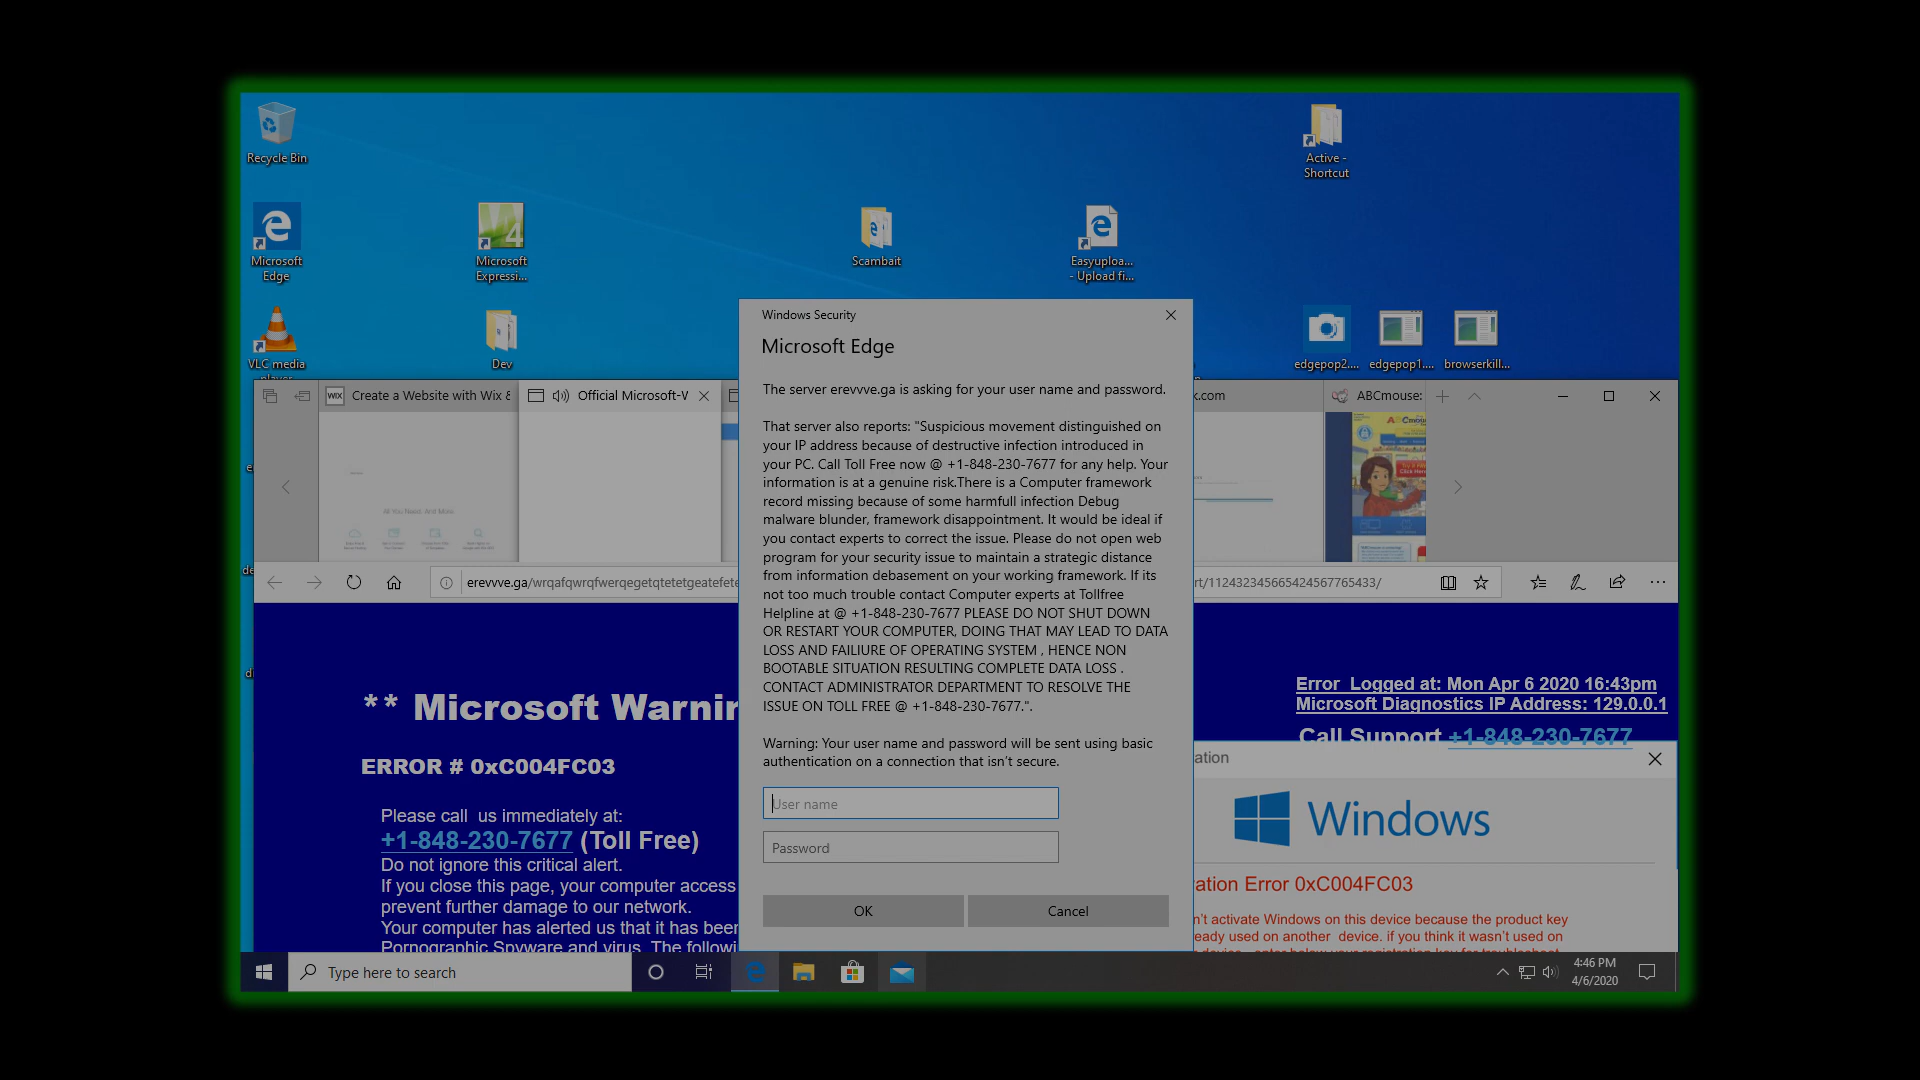 Recycle Bin
Active -
Shortcut
Microsoft
Edge
Microsoft
Expressi...
Scambait
Easyuploa...
- Upload fi...
VLC media
player
Dev
edgepop2....
edgepop1....
browserkill...
Windows Security
Microsoft Edge
The server erevvve.ga is asking for your user name and password.
That server also reports: "Suspicious movement distinguished on
your IP address because of destructive infection introduced in
your PC. Call Toll Free now @ +1-848-230-7677 for any help. Your
information is at a genuine risk.There is a Computer framework
record missing because of some harmfull infection Debug
malware blunder, framework disappointment. It would be ideal if
you contact experts to correct the issue. Please do not open web
program for your security issue to maintain a strategic distance
from information debasement on your working framework. If its
not too much trouble contact Computer experts at Tollfree
Helpline at @ +1-848-230-7677 PLEASE DO NOT SHUT DOWN
OR RESTART YOUR COMPUTER, DOING THAT MAY LEAD TO DATA
LOSS AND FAILIURE OF OPERATING SYSTEM , HENCE NON
BOOTABLE SITUATION RESULTING COMPLETE DATA LOSS .
CONTACT ADMINISTRATOR DEPARTMENT TO RESOLVE THE
ISSUE ON TOLL FREE @ +1-848-230-7677.".
Warning: Your user name and password will be sent using basic
authentication on a connection that isn't secure.
User name
Password
OK
Cancel
WIX
Create a Website with Wix &
Official Microsoft-W
k.com
ABCmouse:
All You Need. And More
erevvve.ga/wrqafqwrqfwerqegetqtetetgeatefete
rt/112432345665424567765433/
** Microsoft Warnin
ERROR # 0xC004FC03
Please call us immediately at:
+1-848-230-7677 (Toll Free)
Do not ignore this critical alert.
If you close this page, your computer access
prevent further damage to our network.
Your computer has alerted us that it has been
Pornographic Spyware and virus. The followi
Error Logged at: Mon Apr 6 2020 16:43pm
Microsoft Diagnostics IP Address: 129.0.0.1
Call Support +1-848-230-7677
ation
Windows
ation Error 0xC004FC03
n't activate Windows on this device because the product key
eady used on another device. if you think it wasn't used on
Type here to search
4:46 PM
4/6/2020